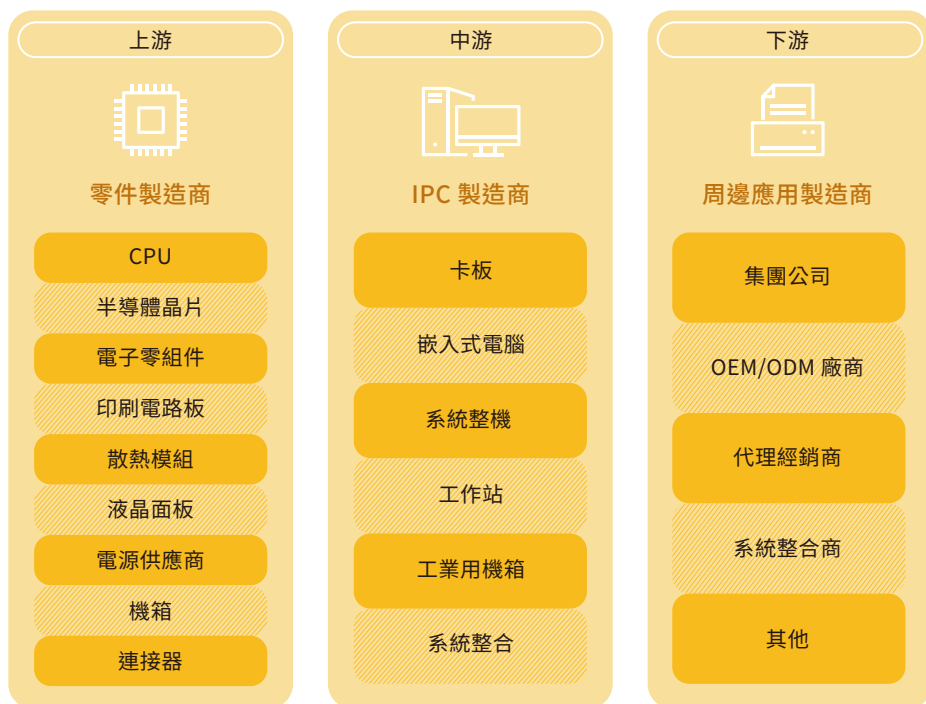 上游
零件製造商
CPU
半導體晶片
電子零組件
印刷電路板
散熱模組
液晶面板
電源供應商
機箱
連接器
中游
IPC 製造商
卡板
嵌入式電腦
系統整機
工作站
工業用機箱
系統整合
下游
周邊應用製造商
集團公司
OEM/ODM 廠商
代理經銷商
系統整合商
其他